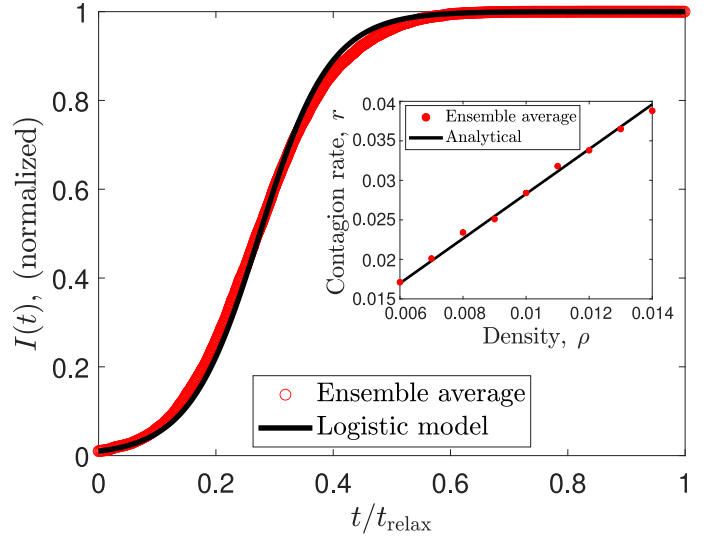 1
0.8
0.6
0.4
0.2
0
I(t), (normalized)
0
0.2
0.4
0.6
0.8
1
t/t_relax
Ensemble average
Logistic model
0.04
0.035
0.03
0.025
0.02
0.015
Contagion rate, r
Ensemble average
Analytical
0.006
0.008
0.01
0.012
0.014
Density, ρ